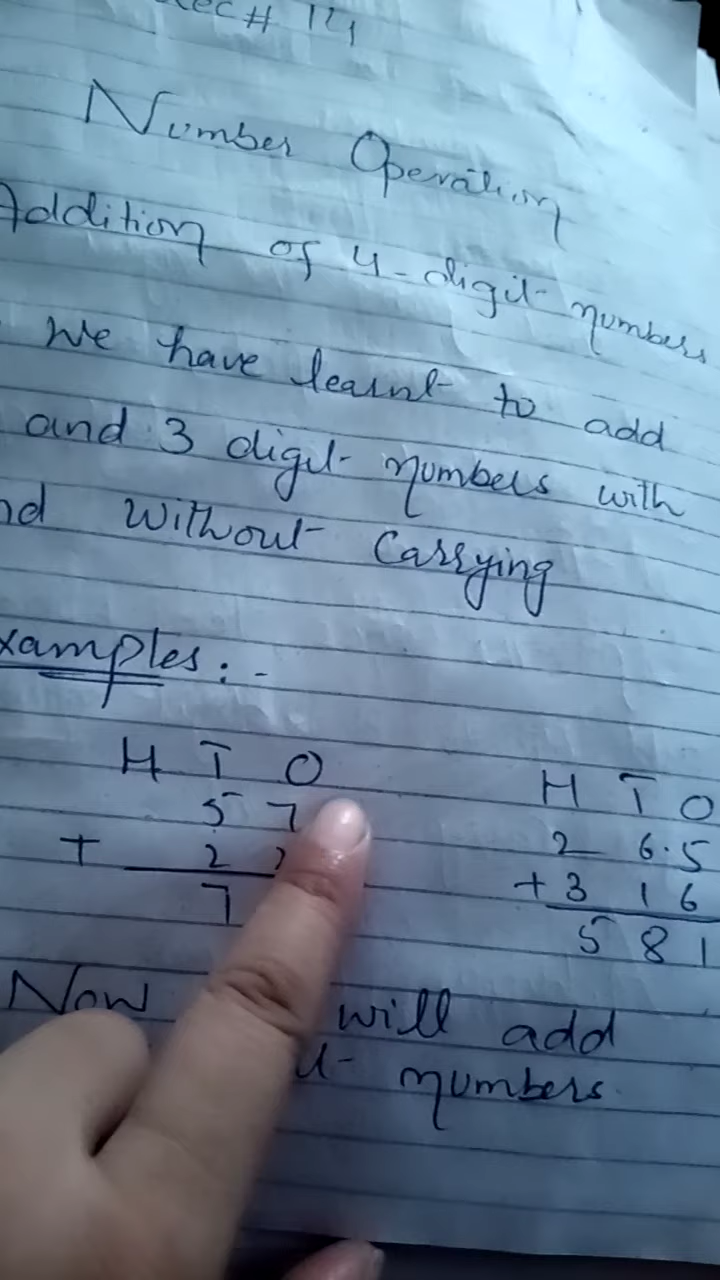 # 14
Number Operation
Addition of 4-digit numbers
We have learnt to add
and 3 digit numbers with
without carrying
Examples:-
H T O
5 7
+ 2
7
H T O
2 6.5
+ 3 1 6
5 8 1
Now will add
numbers.